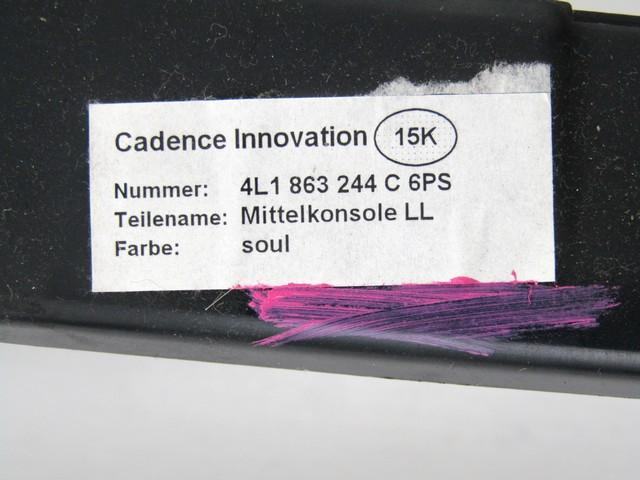 Cadence Innovation 15K
Nummer: 4L1 863 244 C 6PS
Teilename: Mittelkonsole LL
Farbe: soul